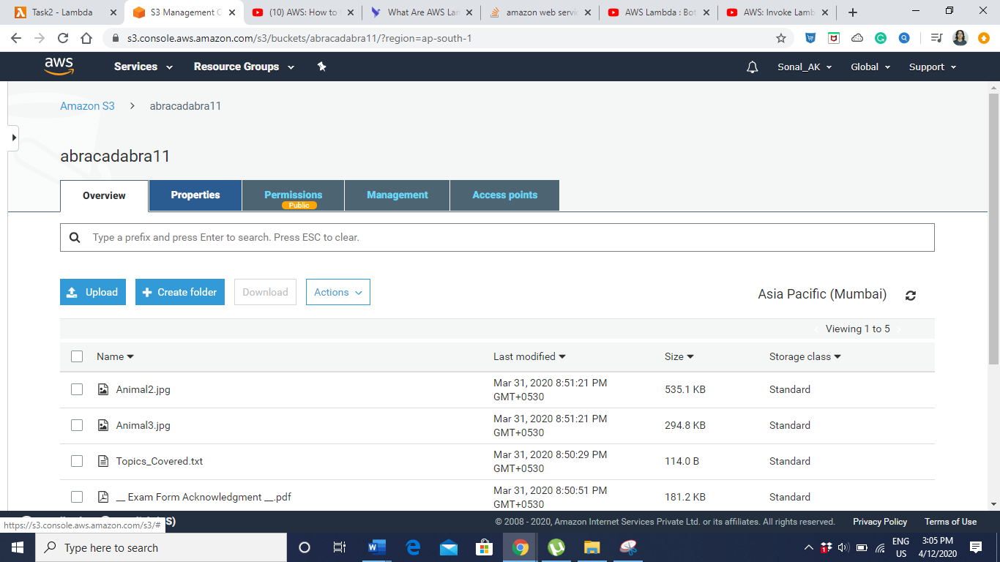 Task2 - Lambda
S3 Management C
(10) AWS: How to
What Are AWS La
amazon web servi
AWS Lambda : Bot
AWS: Invoke Lamb
s3.console.aws.amazon.com/s3/buckets/abracadabra11/?region=ap-south-1
aws
Services
Resource Groups
Sonal_AK
Global
Support
Amazon S3
abracadabra11
abracadabra11
Overview
Properties
Permissions
Public
Management
Access points
Type a prefix and press Enter to search. Press ESC to clear.
Upload
Create folder
Download
Actions
Asia Pacific (Mumbai)
Viewing 1 to 5
Name
Last modified
Size
Storage class
Animal2.jpg
Mar 31, 2020 8:51:21 PM
GMT+0530
535.1 KB
Standard
Animal3.jpg
Mar 31, 2020 8:51:21 PM
GMT+0530
294.8 KB
Standard
Topics_Covered.txt
Mar 31, 2020 8:50:29 PM
GMT+0530
114.0 B
Standard
__ Exam Form Acknowledgment __.pdf
Mar 31, 2020 8:50:51 PM
GMT+0530
181.2 KB
Standard
© 2008 - 2020, Amazon Internet Services Private Ltd. or its affiliates. All rights reserved.
Privacy Policy
Terms of Use
https://s3.console.aws.amazon.com/s3/#
Type here to search
ENG
US
3:05 PM
4/12/2020